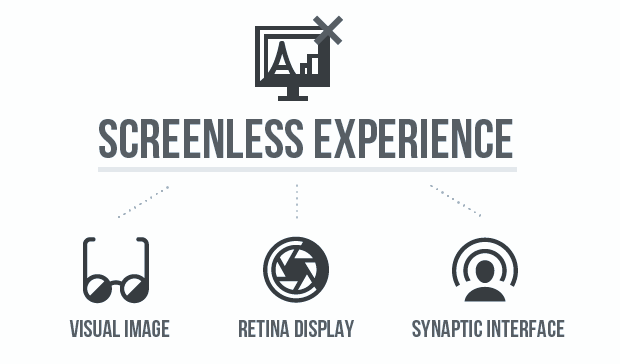 A
SCREENLESS EXPERIENCE
VISUAL IMAGE
RETINA DISPLAY
SYNAPTIC INTERFACE